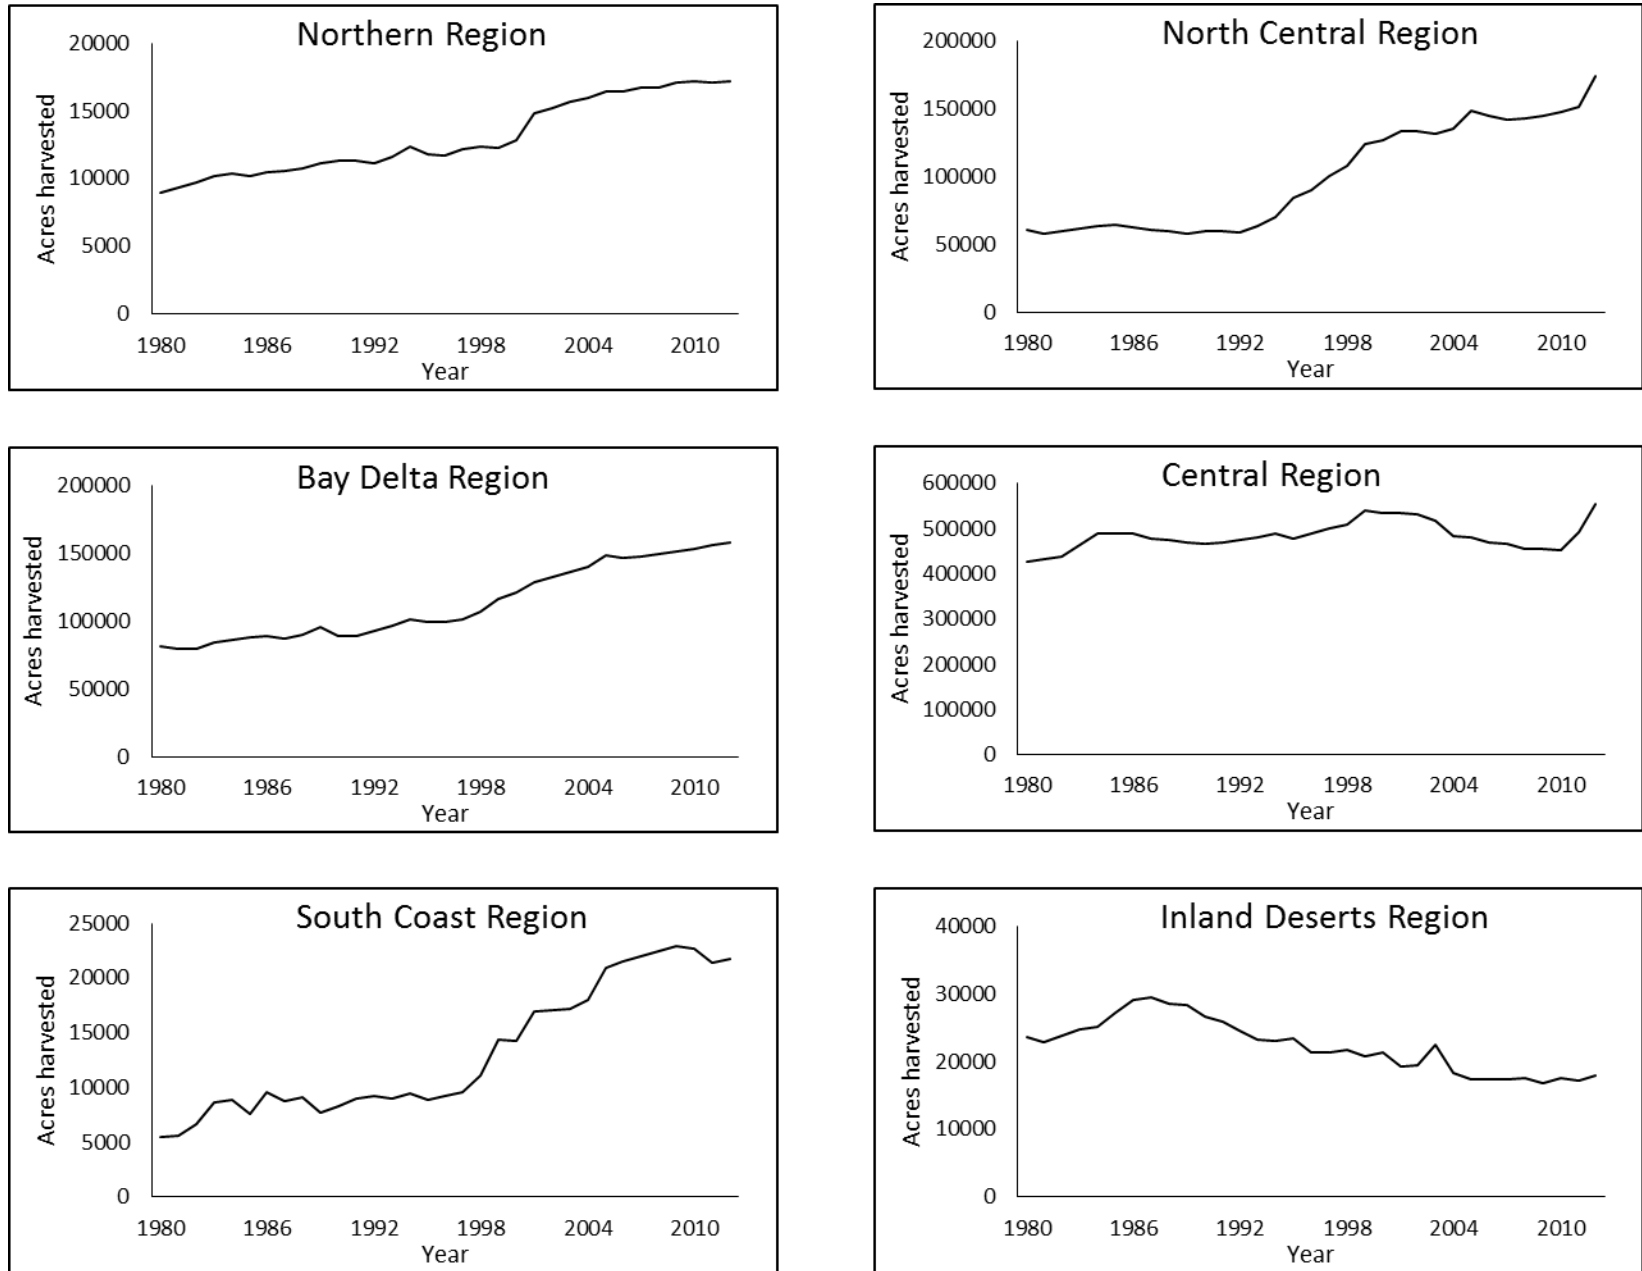 Northern Region
20000
15000
10000
5000
0
Acres harvested
1980 1986 1992 1998 2004 2010
Year
North Central Region
200000
150000
100000
50000
0
Acres harvested
1980 1986 1992 1998 2004 2010
Year
Bay Delta Region
200000
150000
100000
50000
0
Acres harvested
1980 1986 1992 1998 2004 2010
Year
Central Region
600000
500000
400000
300000
200000
100000
0
Acres harvested
1980 1986 1992 1998 2004 2010
Year
South Coast Region
25000
20000
15000
10000
5000
0
Acres harvested
1980 1986 1992 1998 2004 2010
Year
Inland Deserts Region
40000
30000
20000
10000
0
Acres harvested
1980 1986 1992 1998 2004 2010
Year